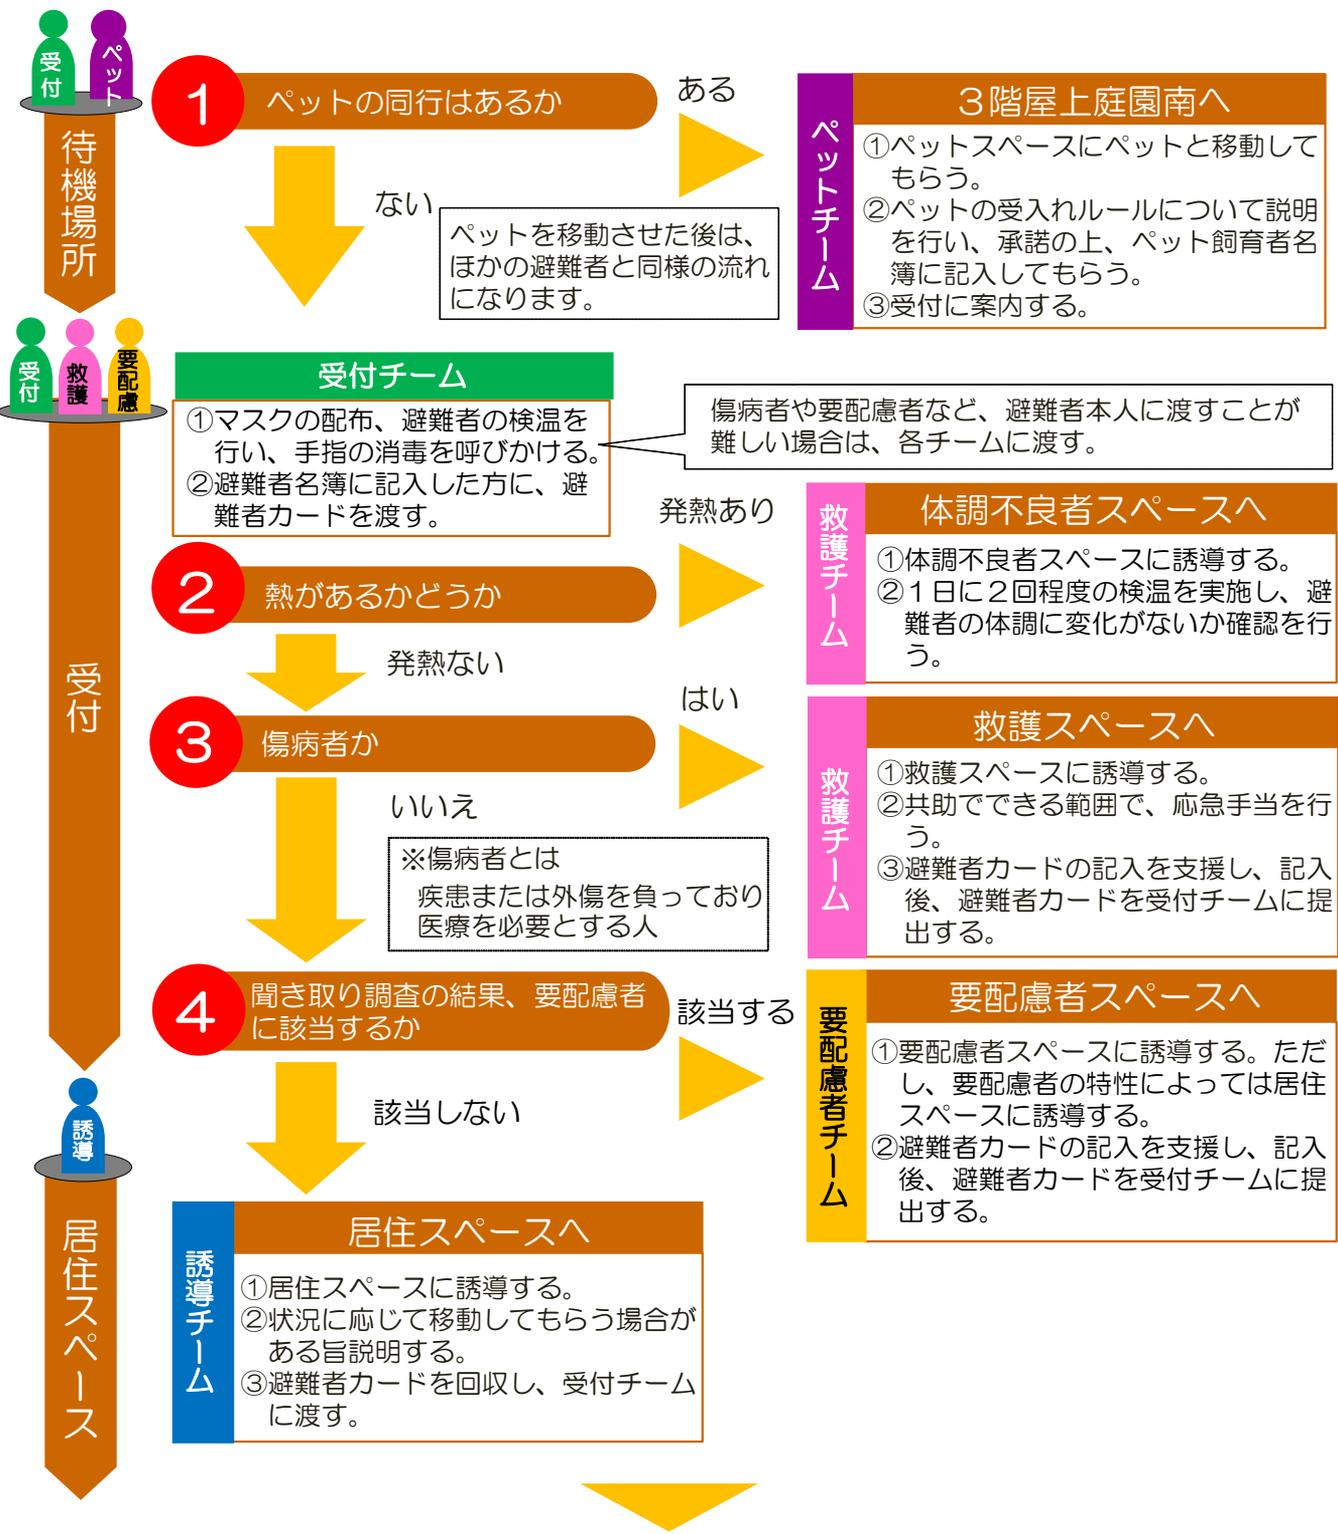 受付
ペット
待機場所
1
ペットの同行はあるか
ある
ない
ペットを移動させた後は、
ほかの避難者と同様の流れ
になります。
ペットチーム
3階屋上庭園南へ
①ペットスペースにペットと移動して
もらう。
②ペットの受入れルールについて説明
を行い、承諾の上、ペット飼育者名
簿に記入してもらう。
③受付に案内する。
受付
救護
要配慮
受付
受付チーム
①マスクの配布、避難者の検温を
行い、手指の消毒を呼びかける。
②避難者名簿に記入した方に、避
難者カードを渡す。
傷病者や要配慮者など、避難者本人に渡すことが
難しい場合は、各チームに渡す。
2
熱があるかどうか
発熱あり
発熱ない
救護チーム
体調不良者スペースへ
①体調不良者スペースに誘導する。
②1日に2回程度の検温を実施し、避
難者の体調に変化がないか確認を行
う。
3
傷病者か
はい
いいえ
※傷病者とは
疾患または外傷を負っており
医療を必要とする人
救護チーム
救護スペースへ
①救護スペースに誘導する。
②共助でできる範囲で、応急手当を行
う。
③避難者カードの記入を支援し、記入
後、避難者カードを受付チームに提
出する。
4
聞き取り調査の結果、要配慮者
に該当するか
該当する
該当しない
要配慮者チーム
要配慮者スペースへ
①要配慮者スペースに誘導する。ただ
し、要配慮者の特性によっては居住
スペースに誘導する。
②避難者カードの記入を支援し、記入
後、避難者カードを受付チームに提
出する。
誘導
居住スペース
誘導チーム
居住スペースへ
①居住スペースに誘導する。
②状況に応じて移動してもらう場合が
ある旨説明する。
③避難者カードを回収し、受付チーム
に渡す。